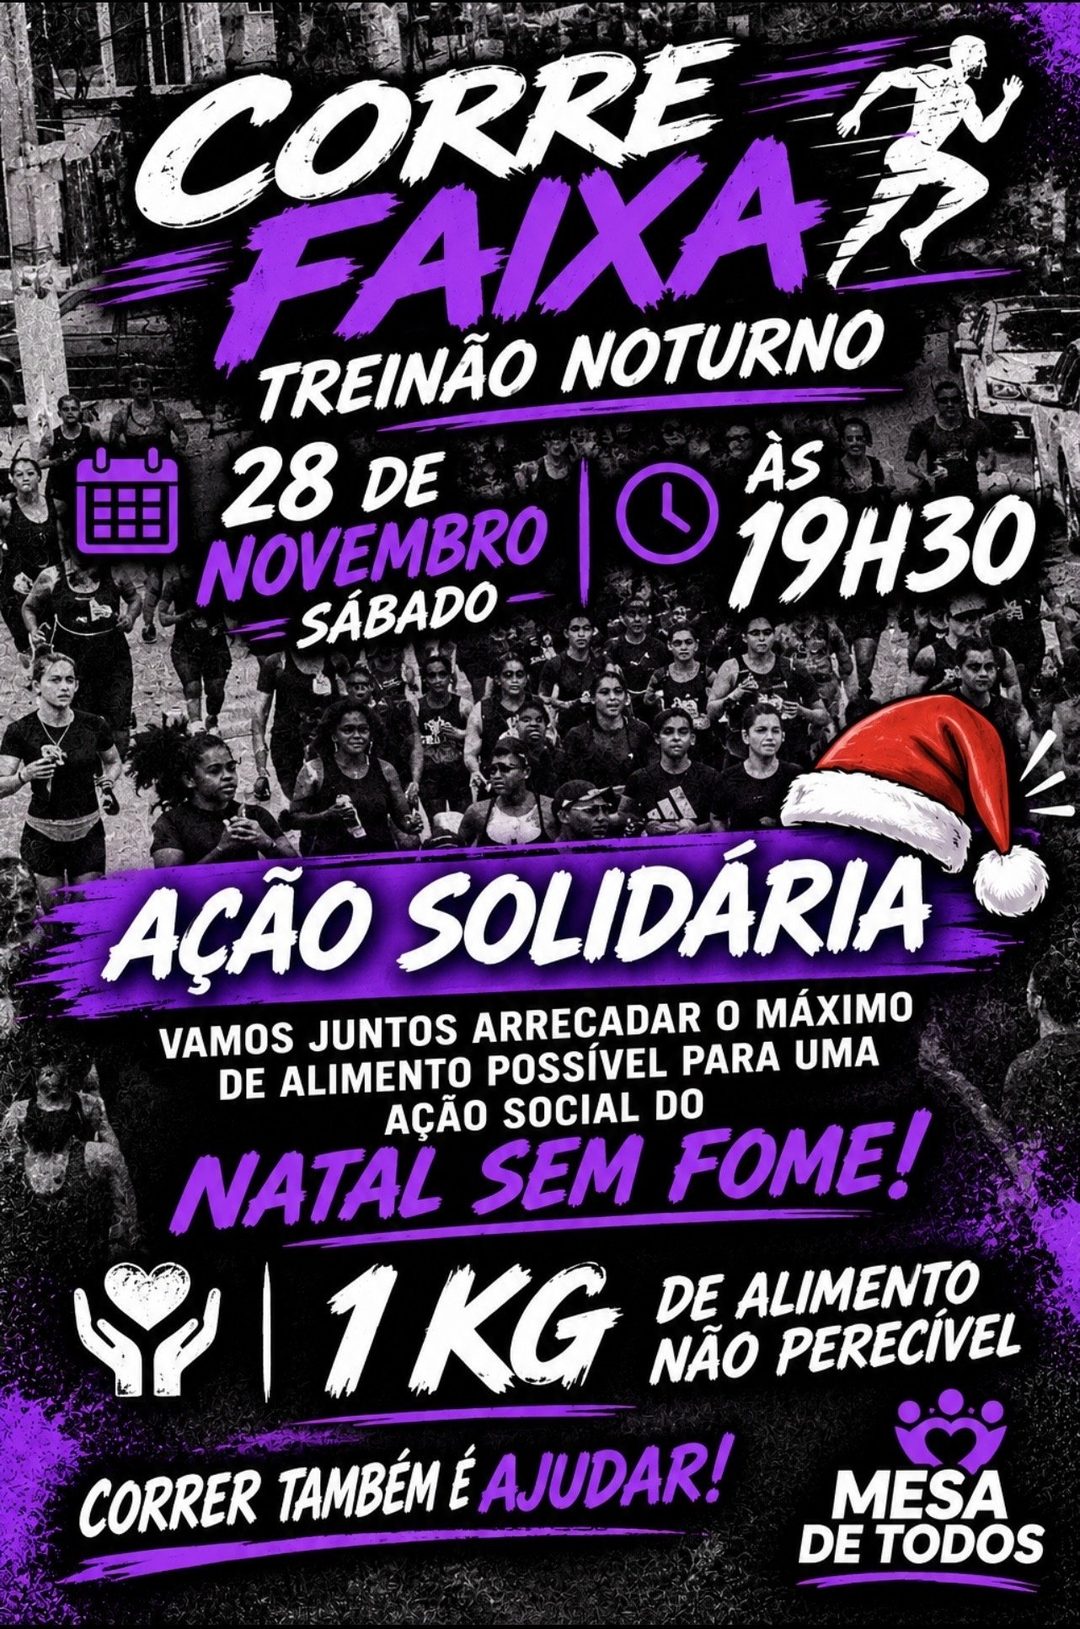 CORRE
FAIXA
TREINÃO NOTURNO
28 DE
NOVEMBRO
SÁBADO
ÀS
19H30
AÇÃO SOLIDÁRIA
VAMOS JUNTOS ARRECADAR O MÁXIMO
DE ALIMENTO POSSÍVEL PARA UMA
AÇÃO SOCIAL DO
NATAL SEM FOME!
1 KG
DE ALIMENTO
NÃO PERECÍVEL
CORRER TAMBÉM É AJUDAR!
MESA
DE TODOS